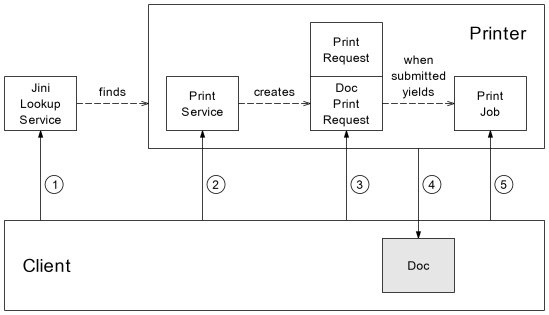 Printer
Print
Request
when
submitted
yields
Jini
Lookup
Service
finds
Print
Service
creates
Doc
Print
Request
Print
Job
1
2
3
4
5
Client
Doc